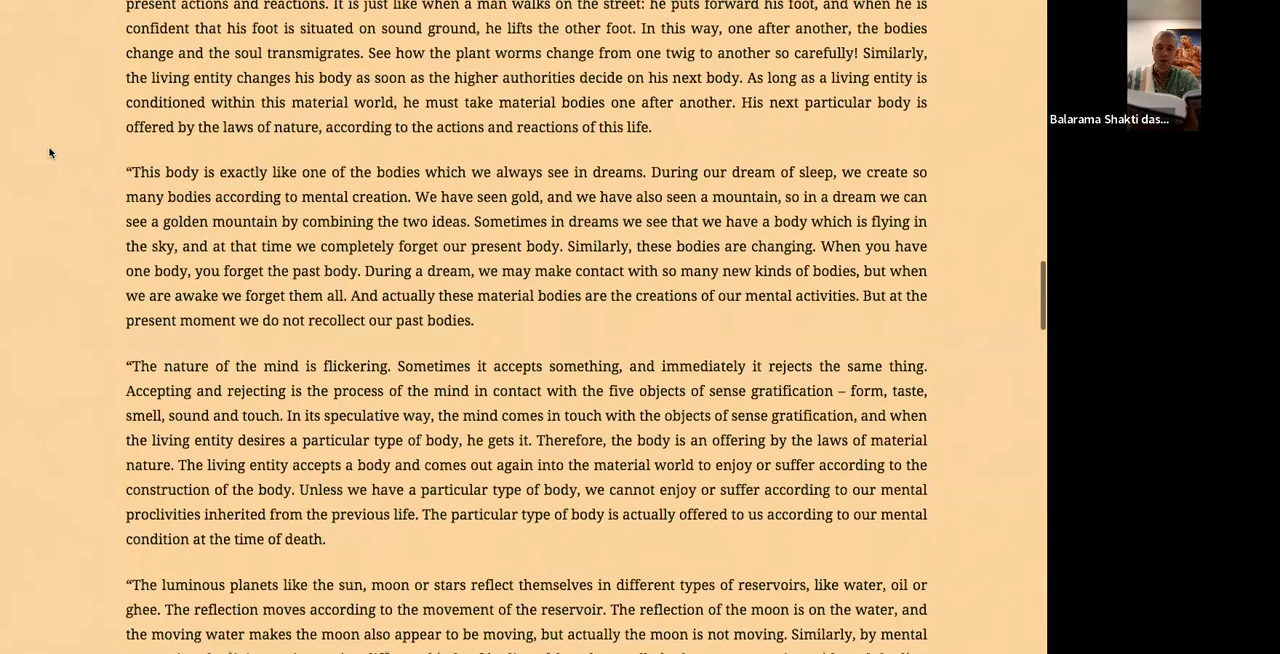 present actions and reactions. It is just like when a man walks on the street: he puts forward his foot, and when he is
confident that his foot is situated on sound ground, he lifts the other foot. In this way, one after another, the bodies
change and the soul transmigrates. See how the plant worms change from one twig to another so carefully! Similarly,
the living entity changes his body as soon as the higher authorities decide on his next body. As long as a living entity is
conditioned within this material world, he must take material bodies one after another. His next particular body is
offered by the laws of nature, according to the actions and reactions of this life.
“This body is exactly like one of the bodies which we always see in dreams. During our dream of sleep, we create so
many bodies according to mental creation. We have seen gold, and we have also seen a mountain, so in a dream we can
see a golden mountain by combining the two ideas. Sometimes in dreams we see that we have a body which is flying in
the sky, and at that time we completely forget our present body. Similarly, these bodies are changing. When you have
one body, you forget the past body. During a dream, we may make contact with so many new kinds of bodies, but when
we are awake we forget them all. And actually these material bodies are the creations of our mental activities. But at the
present moment we do not recollect our past bodies.
“The nature of the mind is flickering. Sometimes it accepts something, and immediately it rejects the same thing.
Accepting and rejecting is the process of the mind in contact with the five objects of sense gratification – form, taste,
smell, sound and touch. In its speculative way, the mind comes in touch with the objects of sense gratification, and when
the living entity desires a particular type of body, he gets it. Therefore, the body is an offering by the laws of material
nature. The living entity accepts a body and comes out again into the material world to enjoy or suffer according to the
construction of the body. Unless we have a particular type of body, we cannot enjoy or suffer according to our mental
proclivities inherited from the previous life. The particular type of body is actually offered to us according to our mental
condition at the time of death.
“The luminous planets like the sun, moon or stars reflect themselves in different types of reservoirs, like water, oil or
ghee. The reflection moves according to the movement of the reservoir. The reflection of the moon is on the water, and
the moving water makes the moon also appear to be moving, but actually the moon is not moving. Similarly, by mental
Balarama Shakti das...